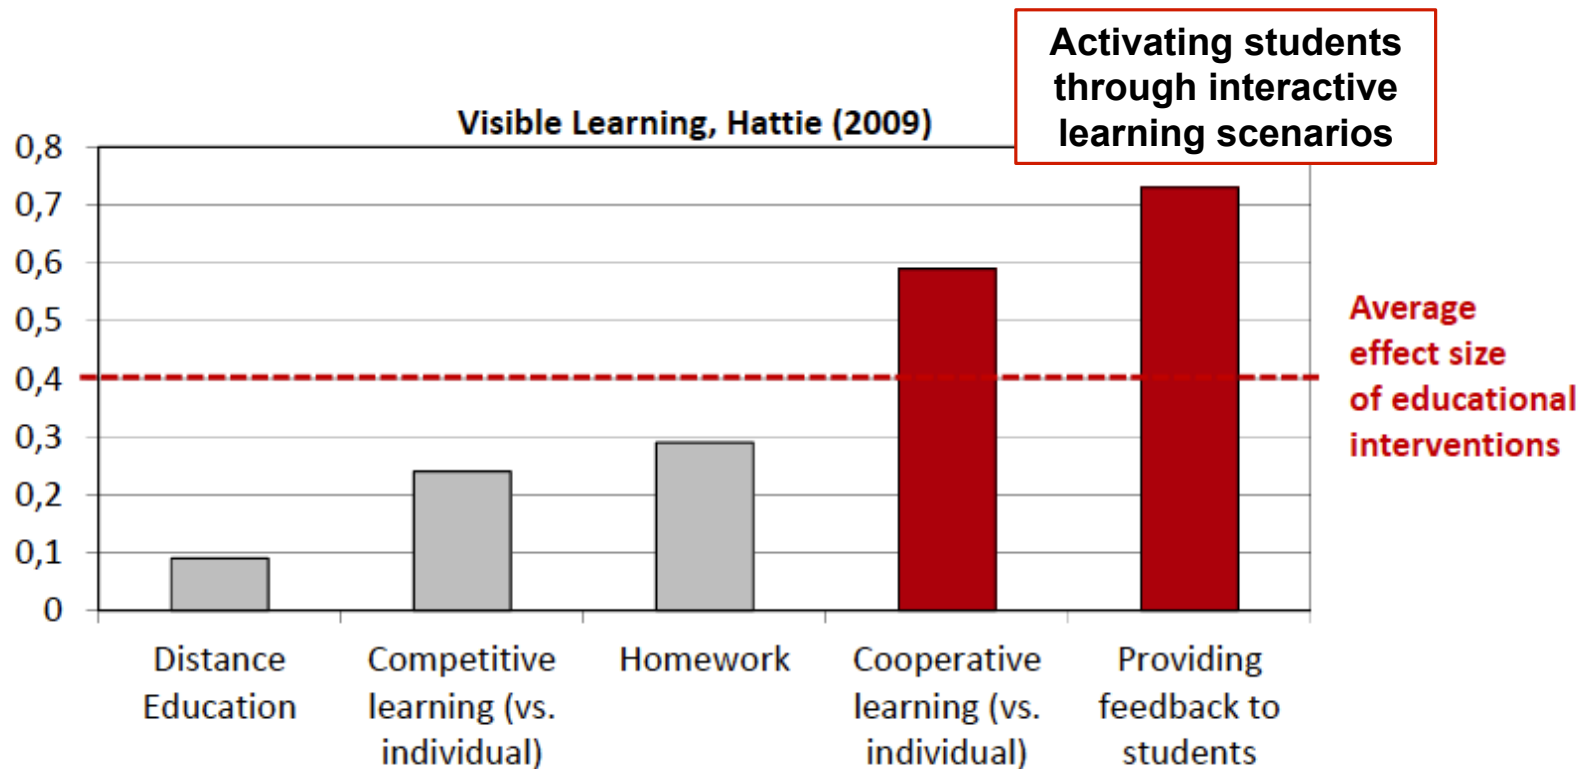 Activating students
through interactive
learning scenarios
Visible Learning, Hattie (2009)
0,8
0,7
0,6
0,5
0,4
0,3
0,2
0,1
0
Average
effect size
of educational
interventions
Distance
Education
Competitive
learning (vs.
individual)
Homework
Cooperative
learning (vs.
individual)
Providing
feedback to
students